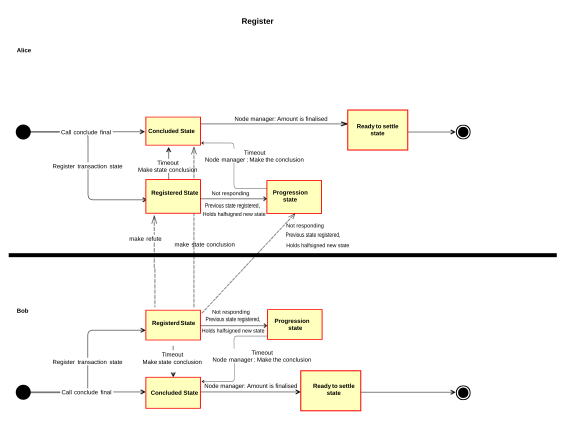 Register
Alice
Call conclude final
Concluded State
Node manager: Amount is finalised
Ready to settle
state
Timeout
Node manager : Make the conclusion
Timeout
Make state conclusion
Register transaction state
Registered State
Not responding
Previous state registered,
Holds halfsigned new state
Progression
state
Not responding
Previous state registered,
Holds halfsigned new state
make refute
make state conclusion
Bob
Registerd State
Not responding
Previous state registered,
Holds halfsigned new state
Progression
state
Register transaction state
Timeout
Make state conclusion
Timeout
Node manager : Make the conclusion
Call conclude final
Concluded State
Node manager: Amount is finalised
Ready to settle
state